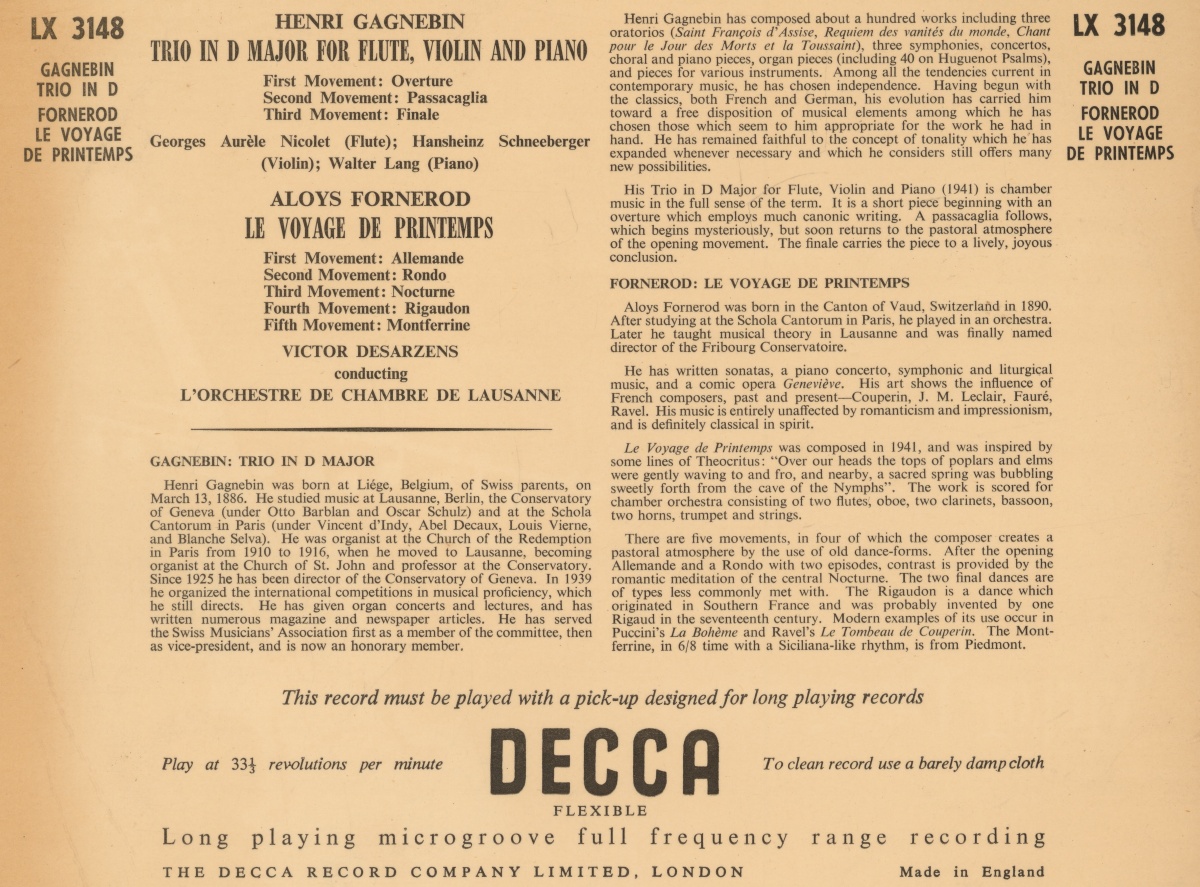 LX 3148
GAGNEBIN
TRIO IN D
FORNEROD
LE VOYAGE
DE PRINTEMPS
HENRI GAGNEBIN
TRIO IN D MAJOR FOR FLUTE, VIOLIN AND PIANO
First Movement: Overture
Second Movement: Passacaglia
Third Movement: Finale
Georges Aurèle Nicolet (Flute); Hansheinz Schneeberger
(Violin); Walter Lang (Piano)
ALOYS FORNEROD
LE VOYAGE DE PRINTEMPS
First Movement: Allemande
Second Movement: Rondo
Third Movement: Nocturne
Fourth Movement: Rigaudon
Fifth Movement: Montferrine
VICTOR DESARZENS
conducting
L'ORCHESTRE DE CHAMBRE DE LAUSANNE
GAGNEBIN: TRIO IN D MAJOR
Henri Gagnebin was born at Liége, Belgium, of Swiss parents, on
March 13, 1886. He studied music at Lausanne, Berlin, the Conservatory
of Geneva (under Otto Barblan and Oscar Schulz) and at the Schola
Cantorum in Paris (under Vincent d'Indy, Abel Decaux, Louis Vierne,
and Blanche Selva). He was organist at the Church of the Redemption
in Paris from 1910 to 1916, when he moved to Lausanne, becoming
organist at the Church of St. John and professor at the Conservatory.
Since 1925 he has been director of the Conservatory of Geneva. In 1939
he organized the international competitions in musical proficiency, which
he still directs. He has given organ concerts and lectures, and has
written numerous magazine and newspaper articles. He has served
the Swiss Musicians' Association first as a member of the committee, then
as vice-president, and is now an honorary member.
Henri Gagnebin has composed about a hundred works including three
oratorios (Saint François d'Assise, Requiem des vanités du monde, Chant
pour le Jour des Morts et la Toussaint), three symphonies, concertos,
choral and piano pieces, organ pieces (including 40 on Huguenot Psalms),
and pieces for various instruments. Among all the tendencies current in
contemporary music, he has chosen independence. Having begun with
the classics, both French and German, his evolution has carried him
toward a free disposition of musical elements among which he has
chosen those which seem to him appropriate for the work he had in
hand. He has remained faithful to the concept of tonality which he has
expanded whenever necessary and which he considers still offers many
new possibilities.
His Trio in D Major for Flute, Violin and Piano (1941) is chamber
music in the full sense of the term. It is a short piece beginning with an
overture which employs much canonic writing. A passacaglia follows,
which begins mysteriously, but soon returns to the pastoral atmosphere
of the opening movement. The finale carries the piece to a lively, joyous
conclusion.
FORNEROD: LE VOYAGE DE PRINTEMPS
Aloys Fornerod was born in the Canton of Vaud, Switzerland in 1890.
After studying at the Schola Cantorum in Paris, he played in an orchestra.
Later he taught musical theory in Lausanne and was finally named
director of the Fribourg Conservatoire.
He has written sonatas, a piano concerto, symphonic and liturgical
music, and a comic opera Geneviève. His art shows the influence of
French composers, past and present—Couperin, J. M. Leclair, Fauré,
Ravel. His music is entirely unaffected by romanticism and impressionism,
and is definitely classical in spirit.
Le Voyage de Printemps was composed in 1941, and was inspired by
some lines of Theocritus: “Over our heads the tops of poplars and elms
were gently waving to and fro, and nearby, a sacred spring was bubbling
sweetly forth from the cave of the Nymphs”. The work is scored for
chamber orchestra consisting of two flutes, oboe, two clarinets, bassoon,
two horns, trumpet and strings.
There are five movements, in four of which the composer creates a
pastoral atmosphere by the use of old dance-forms. After the opening
Allemande and a Rondo with two episodes, contrast is provided by the
romantic meditation of the central Nocturne. The two final dances are
of types less commonly met with. The Rigaudon is a dance which
originated in Southern France and was probably invented by one
Rigaud in the seventeenth century. Modern examples of its use occur in
Puccini's La Bohème and Ravel's Le Tombeau de Couperin. The Mont-
ferrine, in 6/8 time with a Siciliana-like rhythm, is from Piedmont.
LX 3148
GAGNEBIN
TRIO IN D
FORNEROD
LE VOYAGE
DE PRINTEMPS
This record must be played with a pick-up designed for long playing records
Play at 33⅓ revolutions per minute
DECCA
To clean record use a barely damp cloth
FLEXIBLE
Long playing microgroove full frequency range recording
THE DECCA RECORD COMPANY LIMITED, LONDON
Made in England